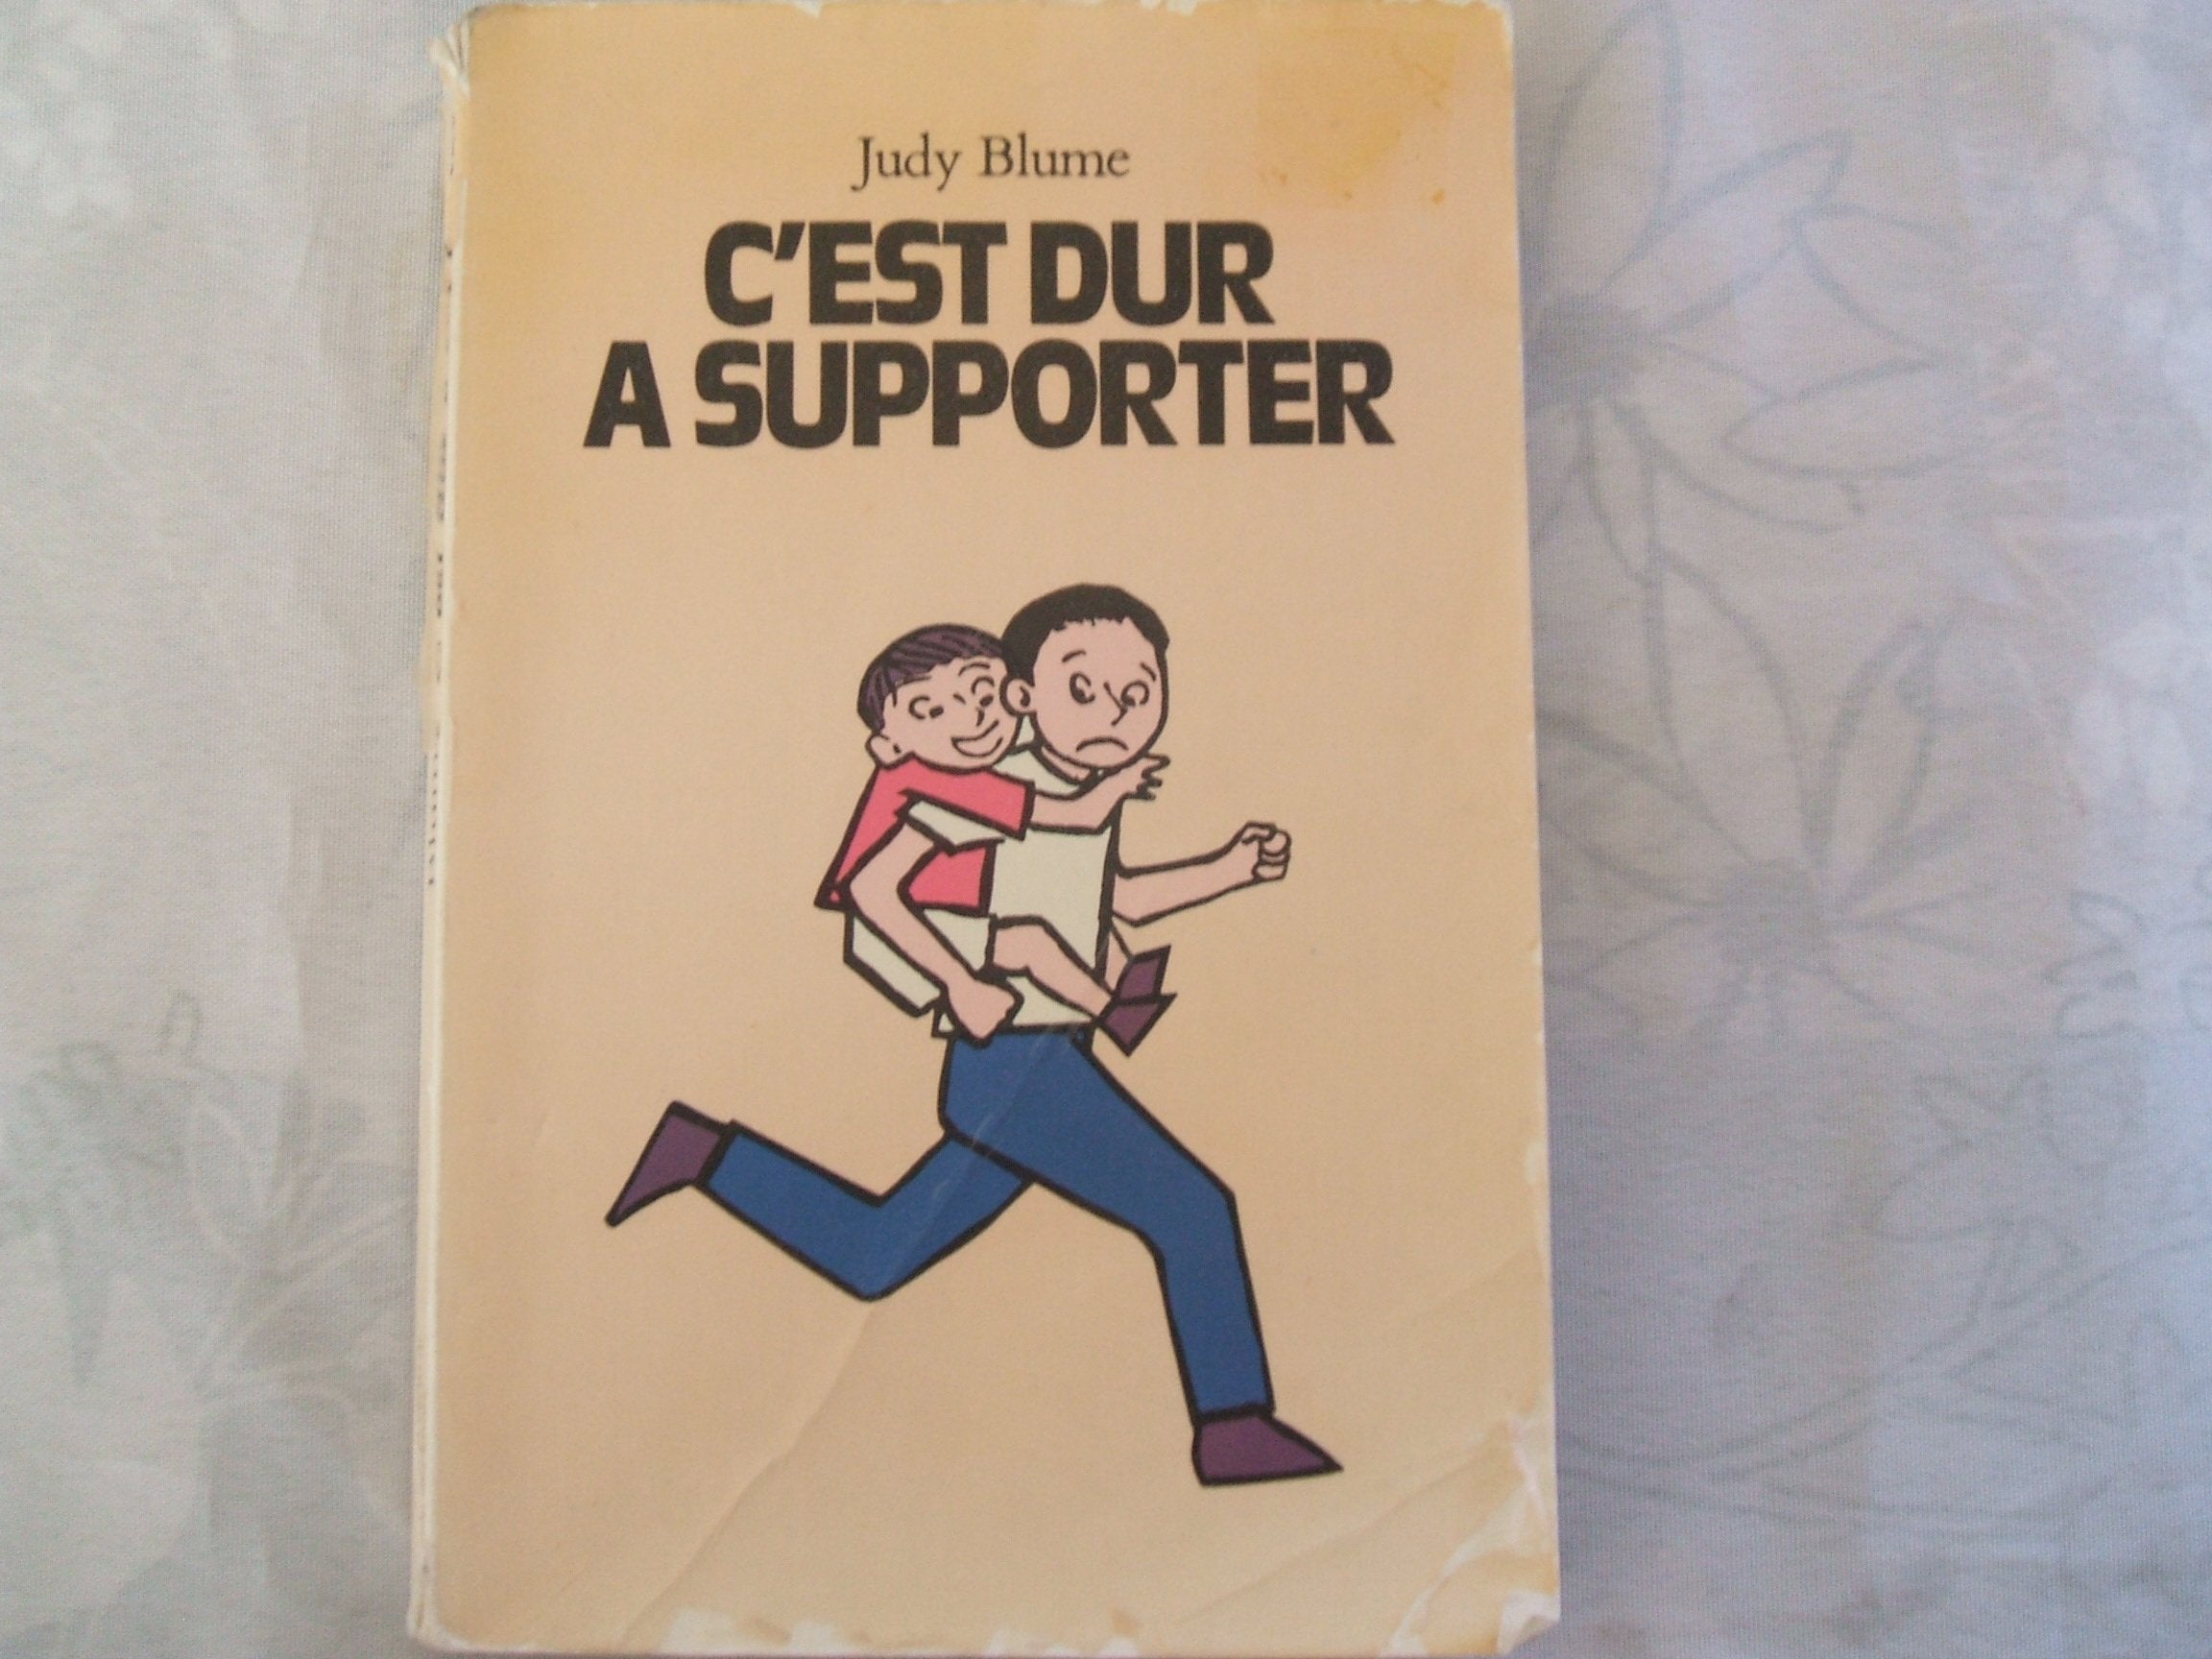 Judy Blume
C'EST DUR
A SUPPORTER